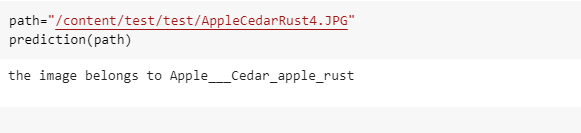 path="/content/test/test/AppleCedarRust4.JPG"
prediction(path)
the image belongs to Apple___Cedar_apple_rust